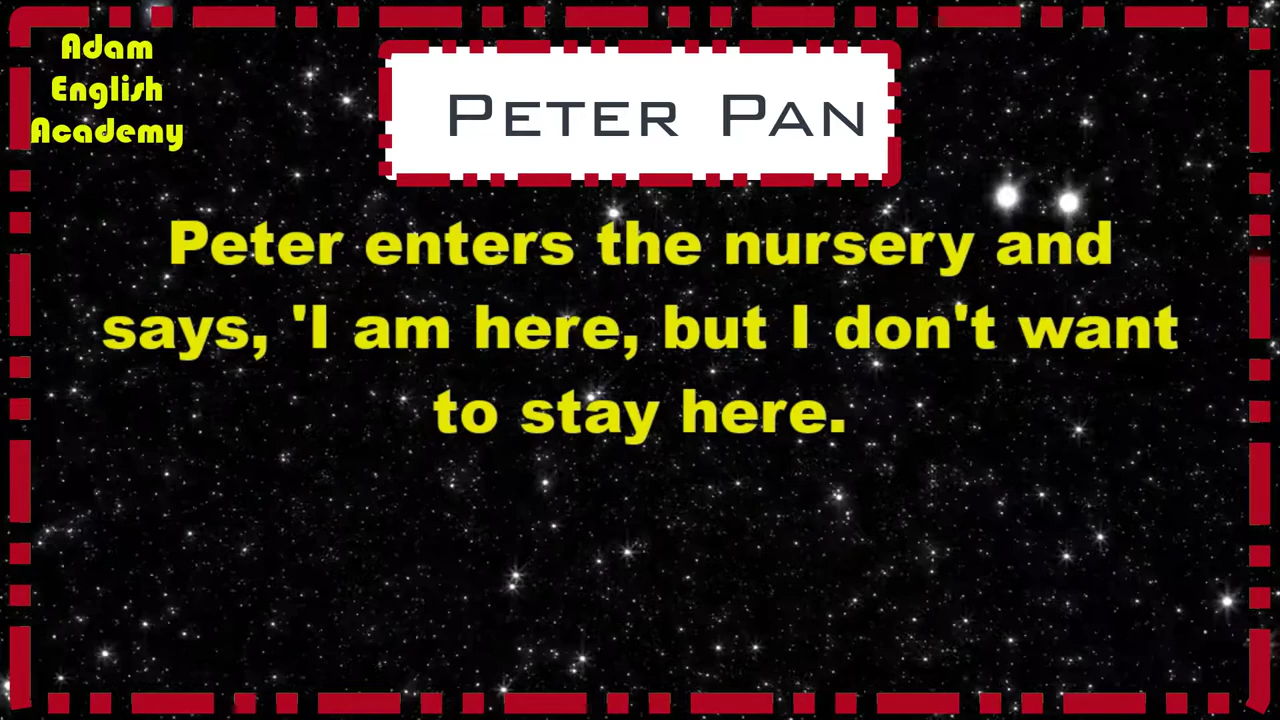 Adam
English
Academy
Peter Pan
Peter enters the nursery and
says, 'I am here, but I don't want
to stay here.